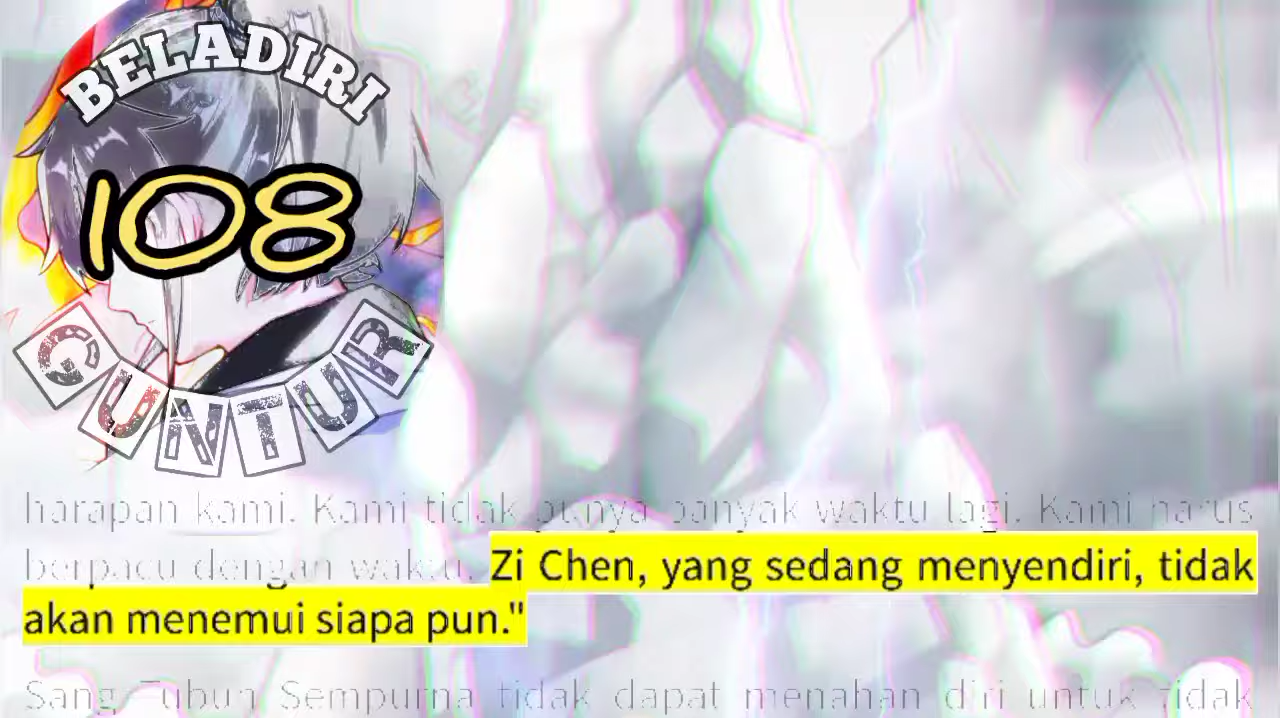 BELADIRI
108
GUNTUR
harapan kami. Kami tidak punya banyak waktu lagi. Kami harus
berpacu dengan waktu. Zi Chen, yang sedang menyendiri, tidak
akan menemui siapa pun."
Sang Tubuh Sempurna tidak dapat menahan diri untuk tidak